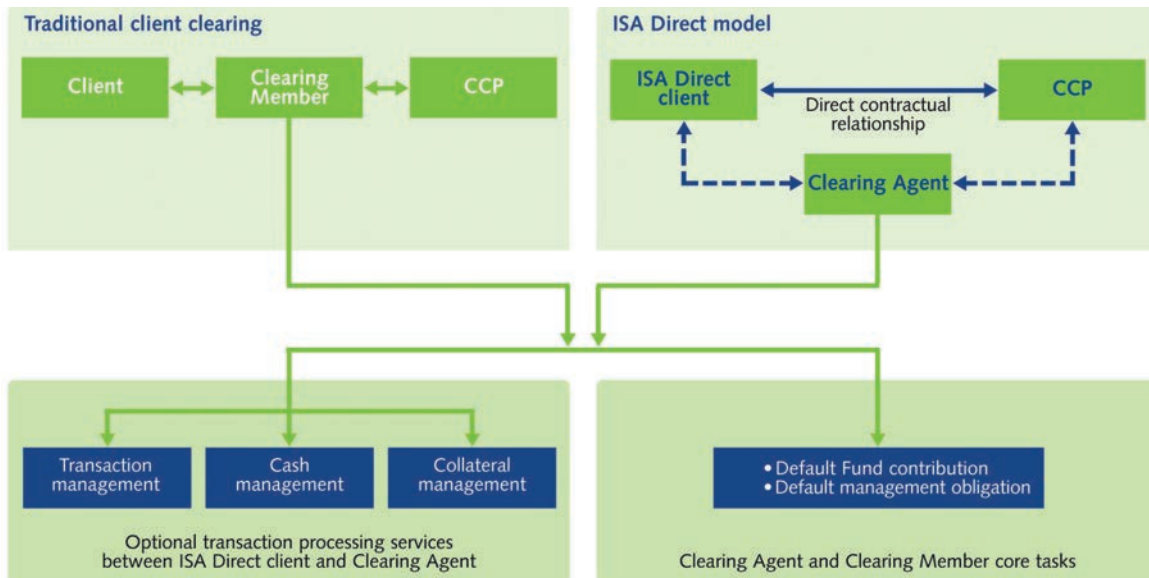 Traditional client clearing
Client
Clearing
Member
CCP
ISA Direct model
ISA Direct
client
CCP
Direct contractual
relationship
Clearing Agent
Transaction
management
Cash
management
Collateral
management
Optional transaction processing services
between ISA Direct client and Clearing Agent
• Default Fund contribution
• Default management obligation
Clearing Agent and Clearing Member core tasks